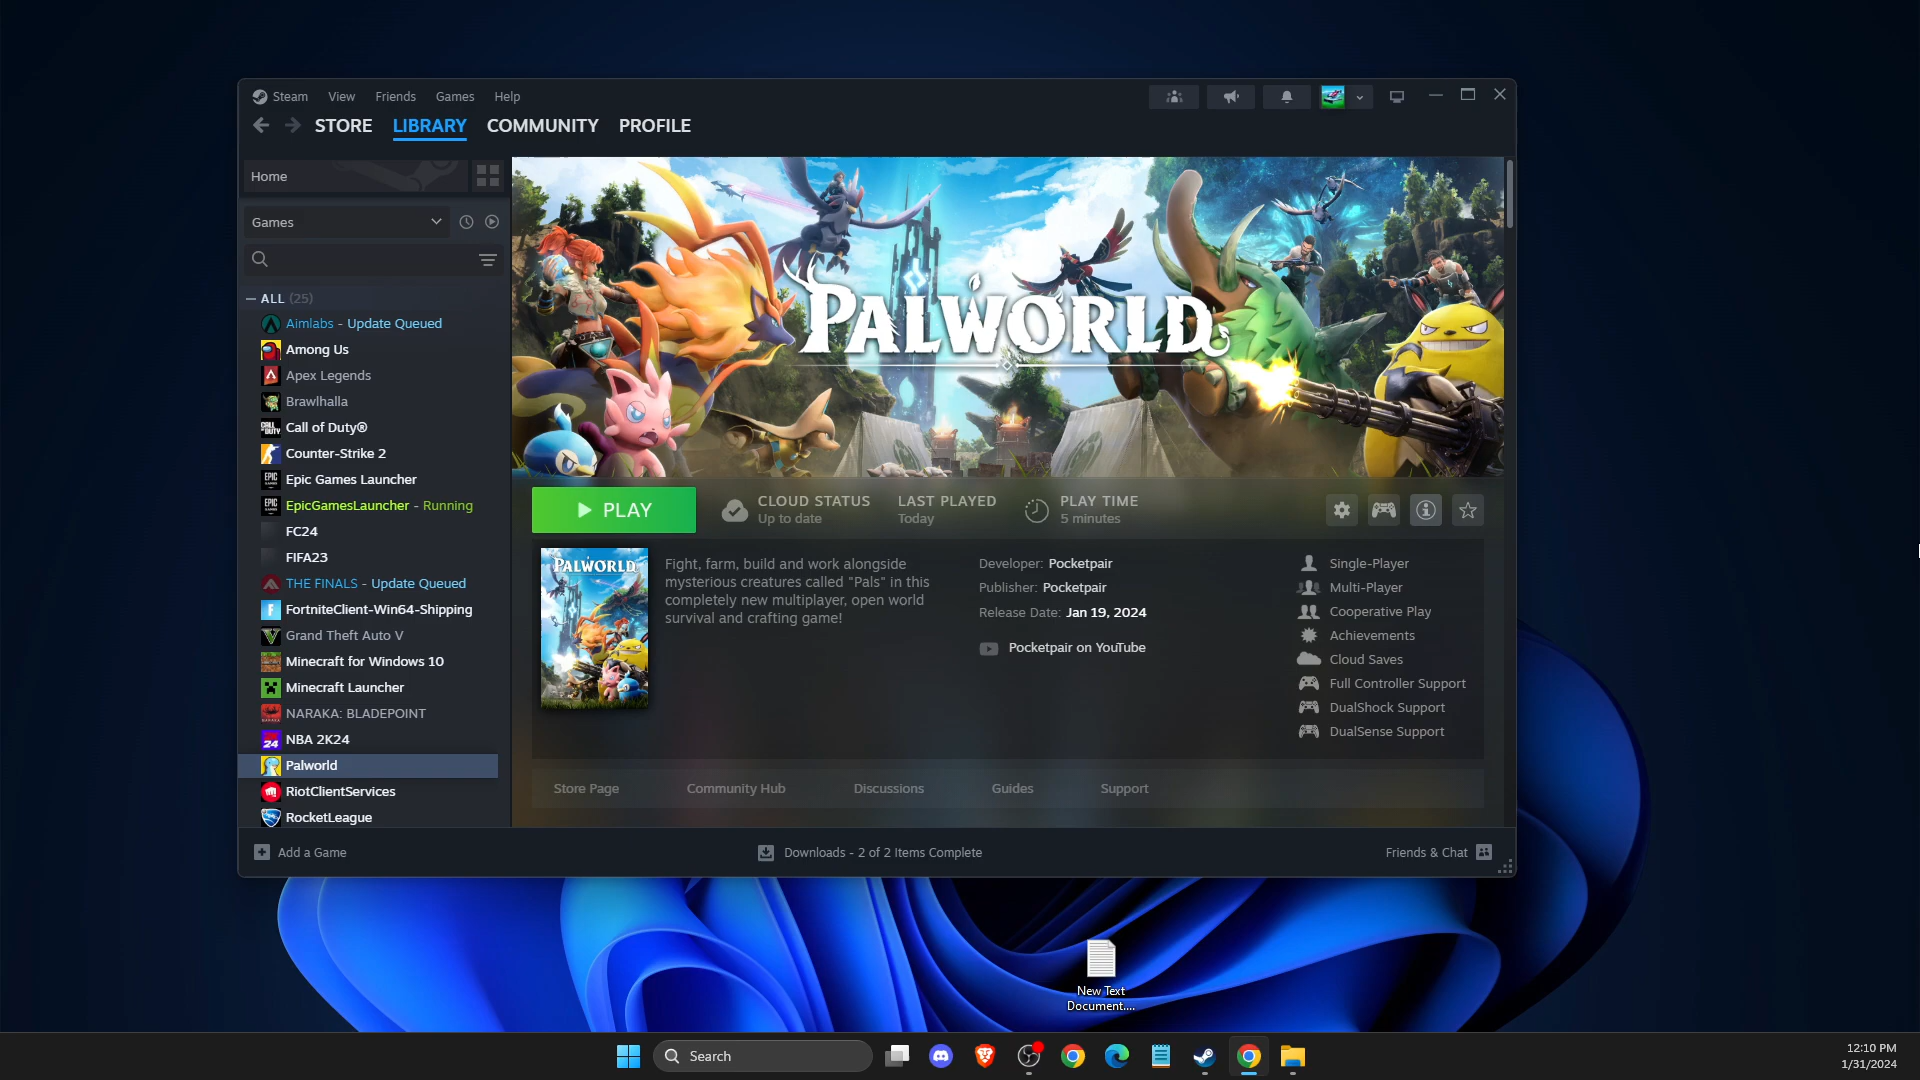 Steam View Friends Games Help
STORE LIBRARY COMMUNITY PROFILE
Home
Games
ALL (25)
Aimlabs - Update Queued
Among Us
Apex Legends
Brawlhalla
Call of Duty®
Counter-Strike 2
Epic Games Launcher
EpicGamesLauncher - Running
FC24
FIFA23
THE FINALS - Update Queued
FortniteClient-Win64-Shipping
Grand Theft Auto V
Minecraft for Windows 10
Minecraft Launcher
NARAKA: BLADEPOINT
NBA 2K24
Palworld
RiotClientServices
RocketLeague
PALWORLD
PLAY
CLOUD STATUS
Up to date
LAST PLAYED
Today
PLAY TIME
5 minutes
PALWORLD
Fight, farm, build and work alongside
mysterious creatures called "Pals" in this
completely new multiplayer, open world
survival and crafting game!
Developer: Pocketpair
Publisher: Pocketpair
Release Date: Jan 19, 2024
Pocketpair on YouTube
Single-Player
Multi-Player
Cooperative Play
Achievements
Cloud Saves
Full Controller Support
DualShock Support
DualSense Support
Store Page Community Hub Discussions Guides Support
Add a Game
Downloads - 2 of 2 Items Complete
Friends & Chat
New Text
Document....
Search
12:10 PM
1/31/2024